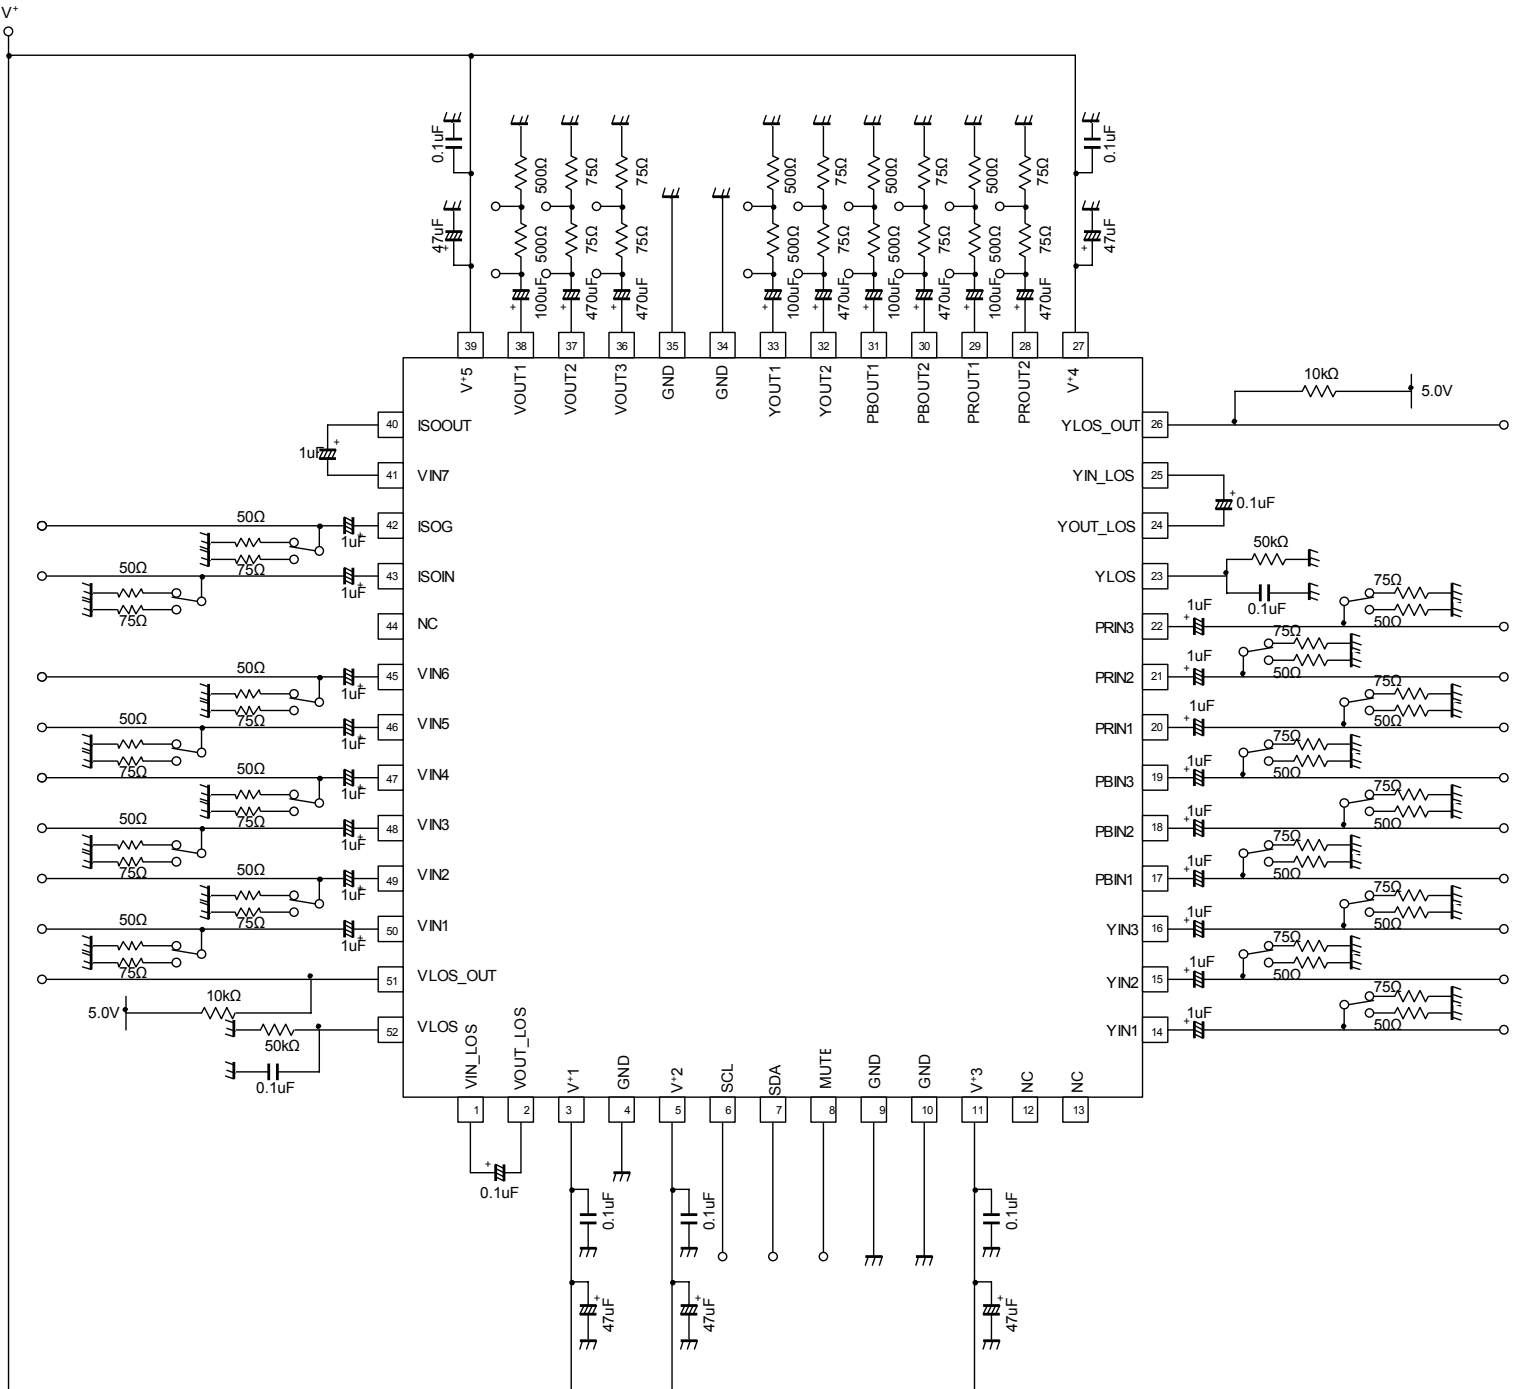 V+
0.1uF
500Ω
75Ω
75Ω
500Ω
75Ω
500Ω
75Ω
500Ω
75Ω
0.1uF
47uF
500Ω
75Ω
75Ω
500Ω
75Ω
500Ω
75Ω
500Ω
75Ω
47uF
100uF
470uF
470uF
100uF
470uF
100uF
470uF
100uF
470uF
39
38
37
36
35
34
33
32
31
30
29
28
27
V+5
VOUT1
VOUT2
VOUT3
GND
GND
YOUT1
YOUT2
PBOUT1
PBOUT2
PROUT1
PROUT2
V+4
10kΩ
5.0V
40 ISOOUT
YLOS_OUT 26
1uF
+
41 VIN7
YIN_LOS 25
+
0.1uF
50Ω
42 ISOG
1uF
YOUT_LOS 24
50kΩ
50Ω
75Ω
43 ISOIN
1uF
YLOS 23
0.1uF
75Ω
75Ω
50Ω
44 NC
PRIN3 22
1uF
75Ω
50Ω
50Ω
45 VIN6
1uF
PRIN2 21
1uF
75Ω
50Ω
50Ω
75Ω
46 VIN5
1uF
PRIN1 20
1uF
75Ω
50Ω
75Ω
50Ω
47 VIN4
1uF
PBIN3 19
1uF
75Ω
50Ω
50Ω
75Ω
48 VIN3
1uF
PBIN2 18
1uF
75Ω
50Ω
75Ω
50Ω
49 VIN2
1uF
PBIN1 17
1uF
75Ω
50Ω
50Ω
75Ω
50 VIN1
1uF
YIN3 16
1uF
75Ω
50Ω
75Ω
51 VLOS_OUT
YIN2 15
1uF
75Ω
50Ω
5.0V
10kΩ
52 VLOS
50kΩ
0.1uF
YIN1 14
1uF
VIN_LOS
VOUT_LOS
V+1
GND
V+2
SCL
SDA
MUTE
GND
GND
V+3
NC
NC
1
2
3
4
5
6
7
8
9
10
11
12
13
+
0.1uF
0.1uF
0.1uF
0.1uF
+
47uF
+
47uF
+
47uF